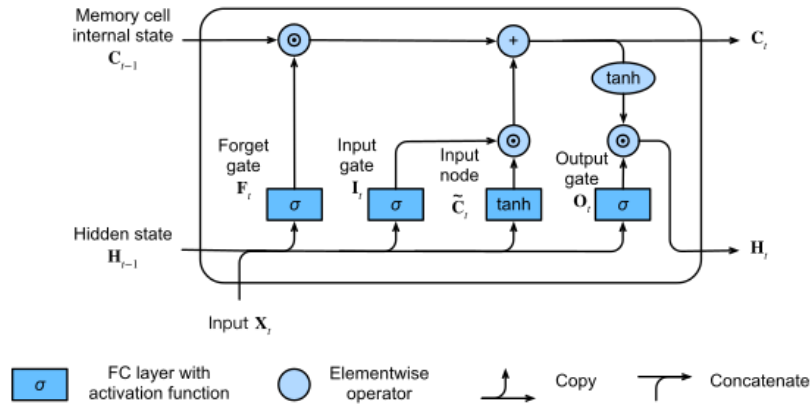 Memory cell
internal state
C_{t−1}
C_t
tanh
Forget
gate
F_t
Input
gate
I_t
Input
node
C̃_t
Output
gate
O_t
σ
σ
tanh
σ
Hidden state
H_{t−1}
H_t
Input X_t
σ
FC layer with
activation function
Elementwise
operator
Copy
Concatenate